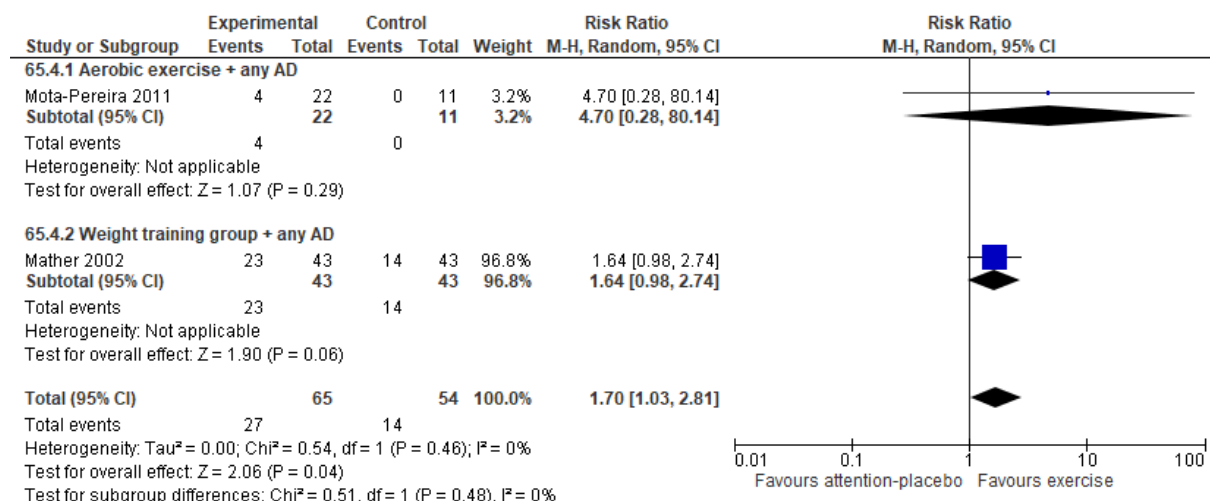 Experimental Control Risk Ratio Risk Ratio
Study or Subgroup Events Total Events Total Weight M-H, Random, 95% CI M-H, Random, 95% CI
65.4.1 Aerobic exercise + any AD
Mota-Pereira 2011 4 22 0 11 3.2% 4.70 [0.28, 80.14]
Subtotal (95% CI) 22 11 3.2% 4.70 [0.28, 80.14]
Total events 4 0
Heterogeneity: Not applicable
Test for overall effect: Z = 1.07 (P = 0.29)
65.4.2 Weight training group + any AD
Mather 2002 23 43 14 43 96.8% 1.64 [0.98, 2.74]
Subtotal (95% CI) 43 43 96.8% 1.64 [0.98, 2.74]
Total events 23 14
Heterogeneity: Not applicable
Test for overall effect: Z = 1.90 (P = 0.06)
Total (95% CI) 65 54 100.0% 1.70 [1.03, 2.81]
Total events 27 14
Heterogeneity: Tau² = 0.00; Chi² = 0.54, df = 1 (P = 0.46); I² = 0%
Test for overall effect: Z = 2.06 (P = 0.04)
Test for subgroup differences: Chi² = 0.51, df = 1 (P = 0.48), I² = 0%
0.01 0.1 1 10 100
Favours attention-placebo Favours exercise